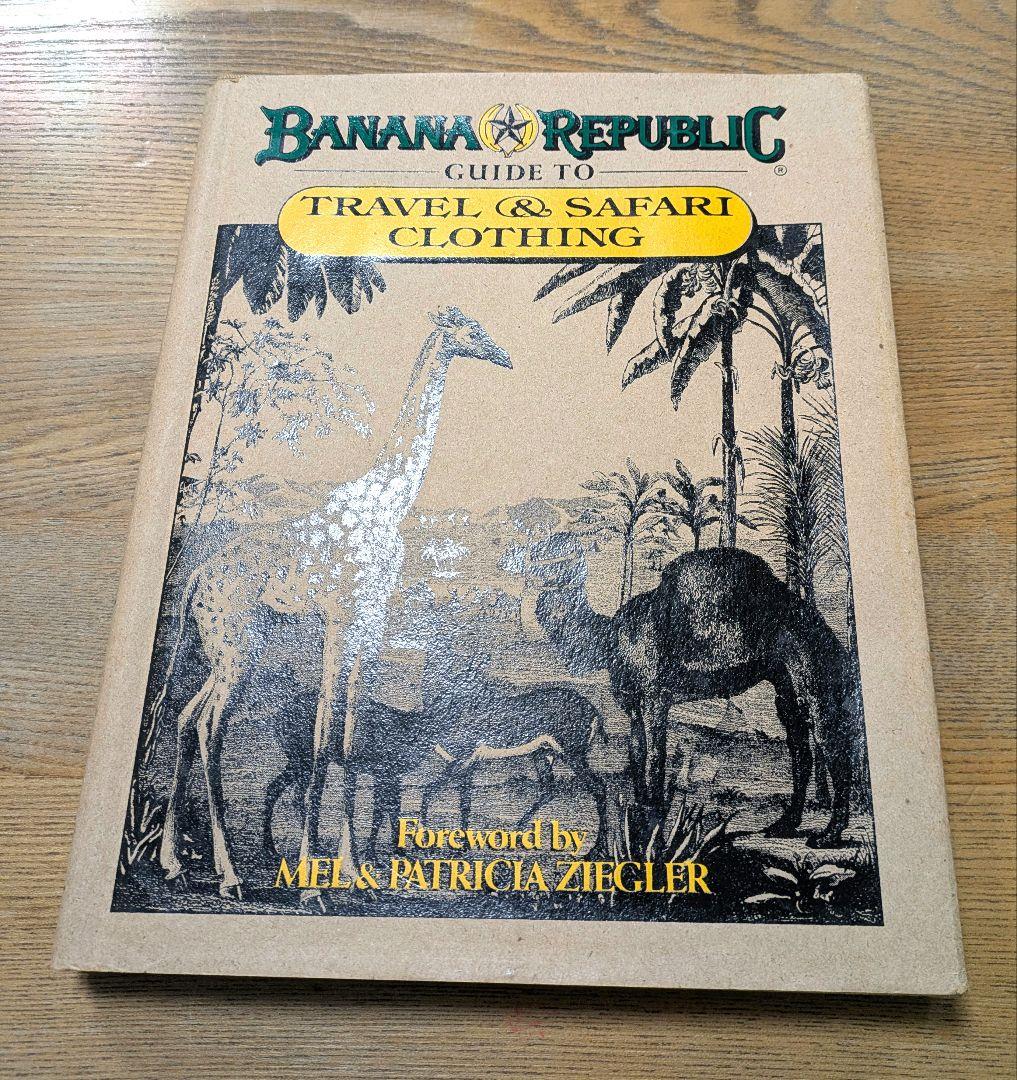 BANANA REPUBLIC
GUIDE TO
®
TRAVEL & SAFARI
CLOTHING
Foreword by
MEL & PATRICIA ZIEGLER